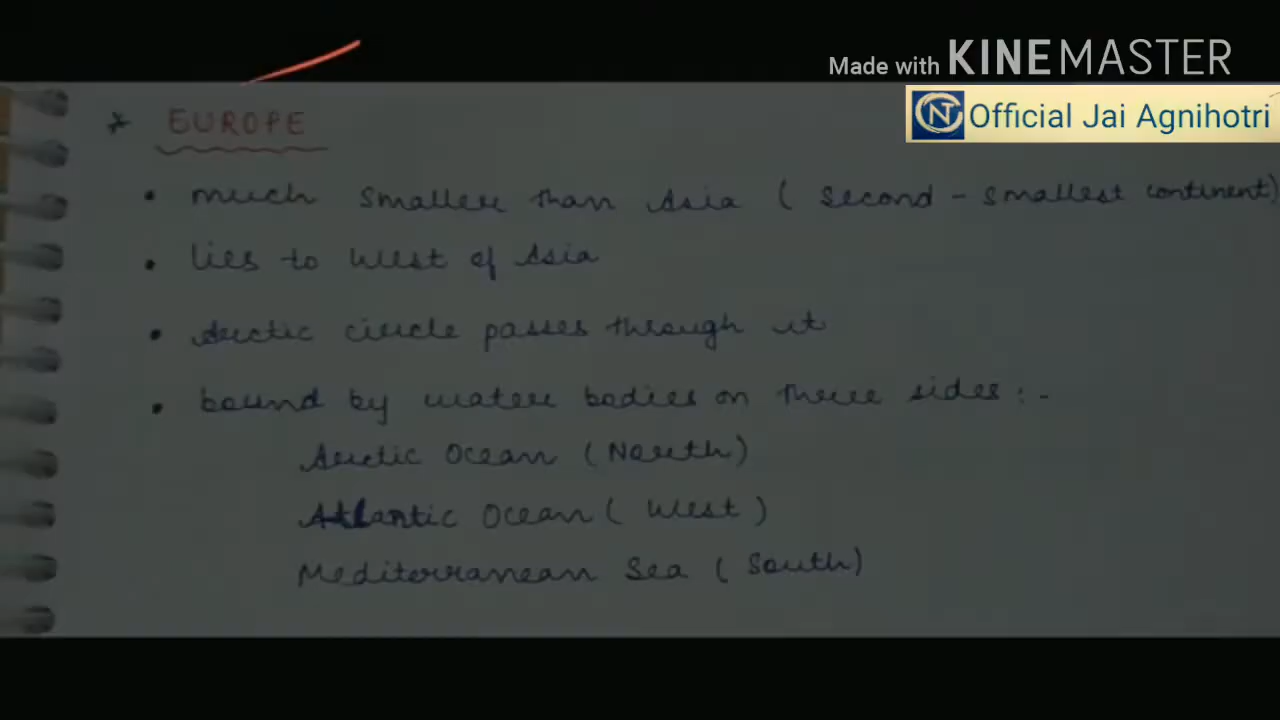 Made with KINEMASTER
Official Jai Agnihotri
* EUROPE
• much smaller than Asia ( second - smallest continent)
• lies to West of Asia
• Arctic circle passes through it
• bound by water bodies on three sides : -
Arctic Ocean ( North )
Atlantic Ocean ( West )
Mediterranean Sea ( South )